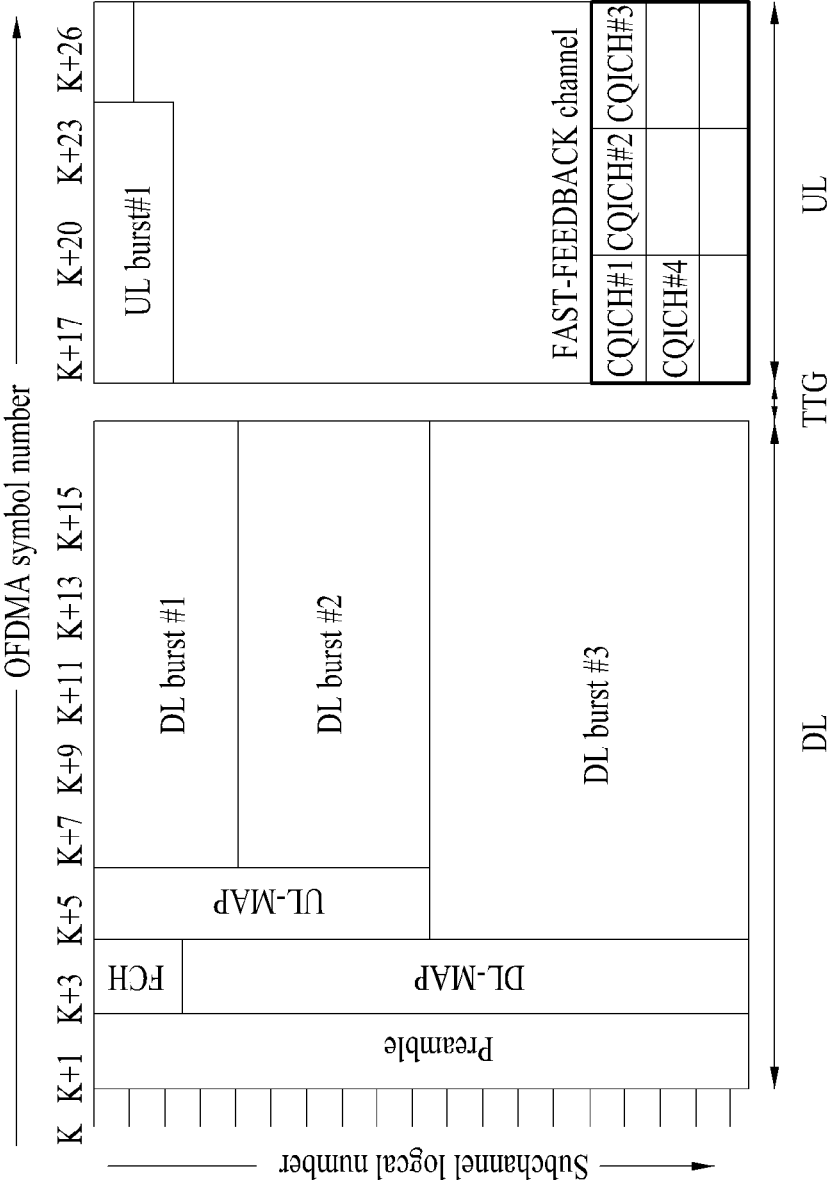 OFDMA symbol number
K K+1 K+3 K+5 K+7 K+9 K+11 K+13 K+15 K+17 K+20 K+23 K+26
Subchannel logcal number
Preamble
FCH
DL-MAP
UL-MAP
DL burst #1
DL burst #2
DL burst #3
UL burst#1
FAST-FEEDBACK channel
CQICH#1 CQICH#2 CQICH#3
CQICH#4
DL TTG UL